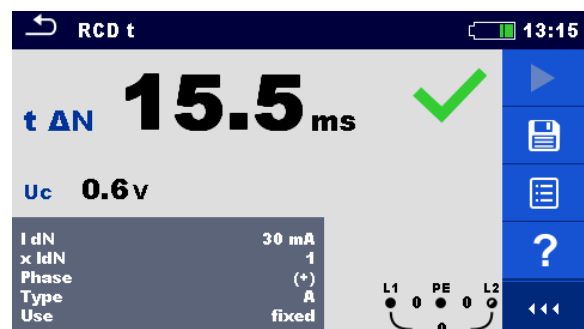 RCD t 13:15
t ΔN 15.5 ms
Uc 0.6 V
I dN 30 mA
x IdN 1
Phase (+)
Type A
Use fixed
L1 PE L2
0 0
0
?